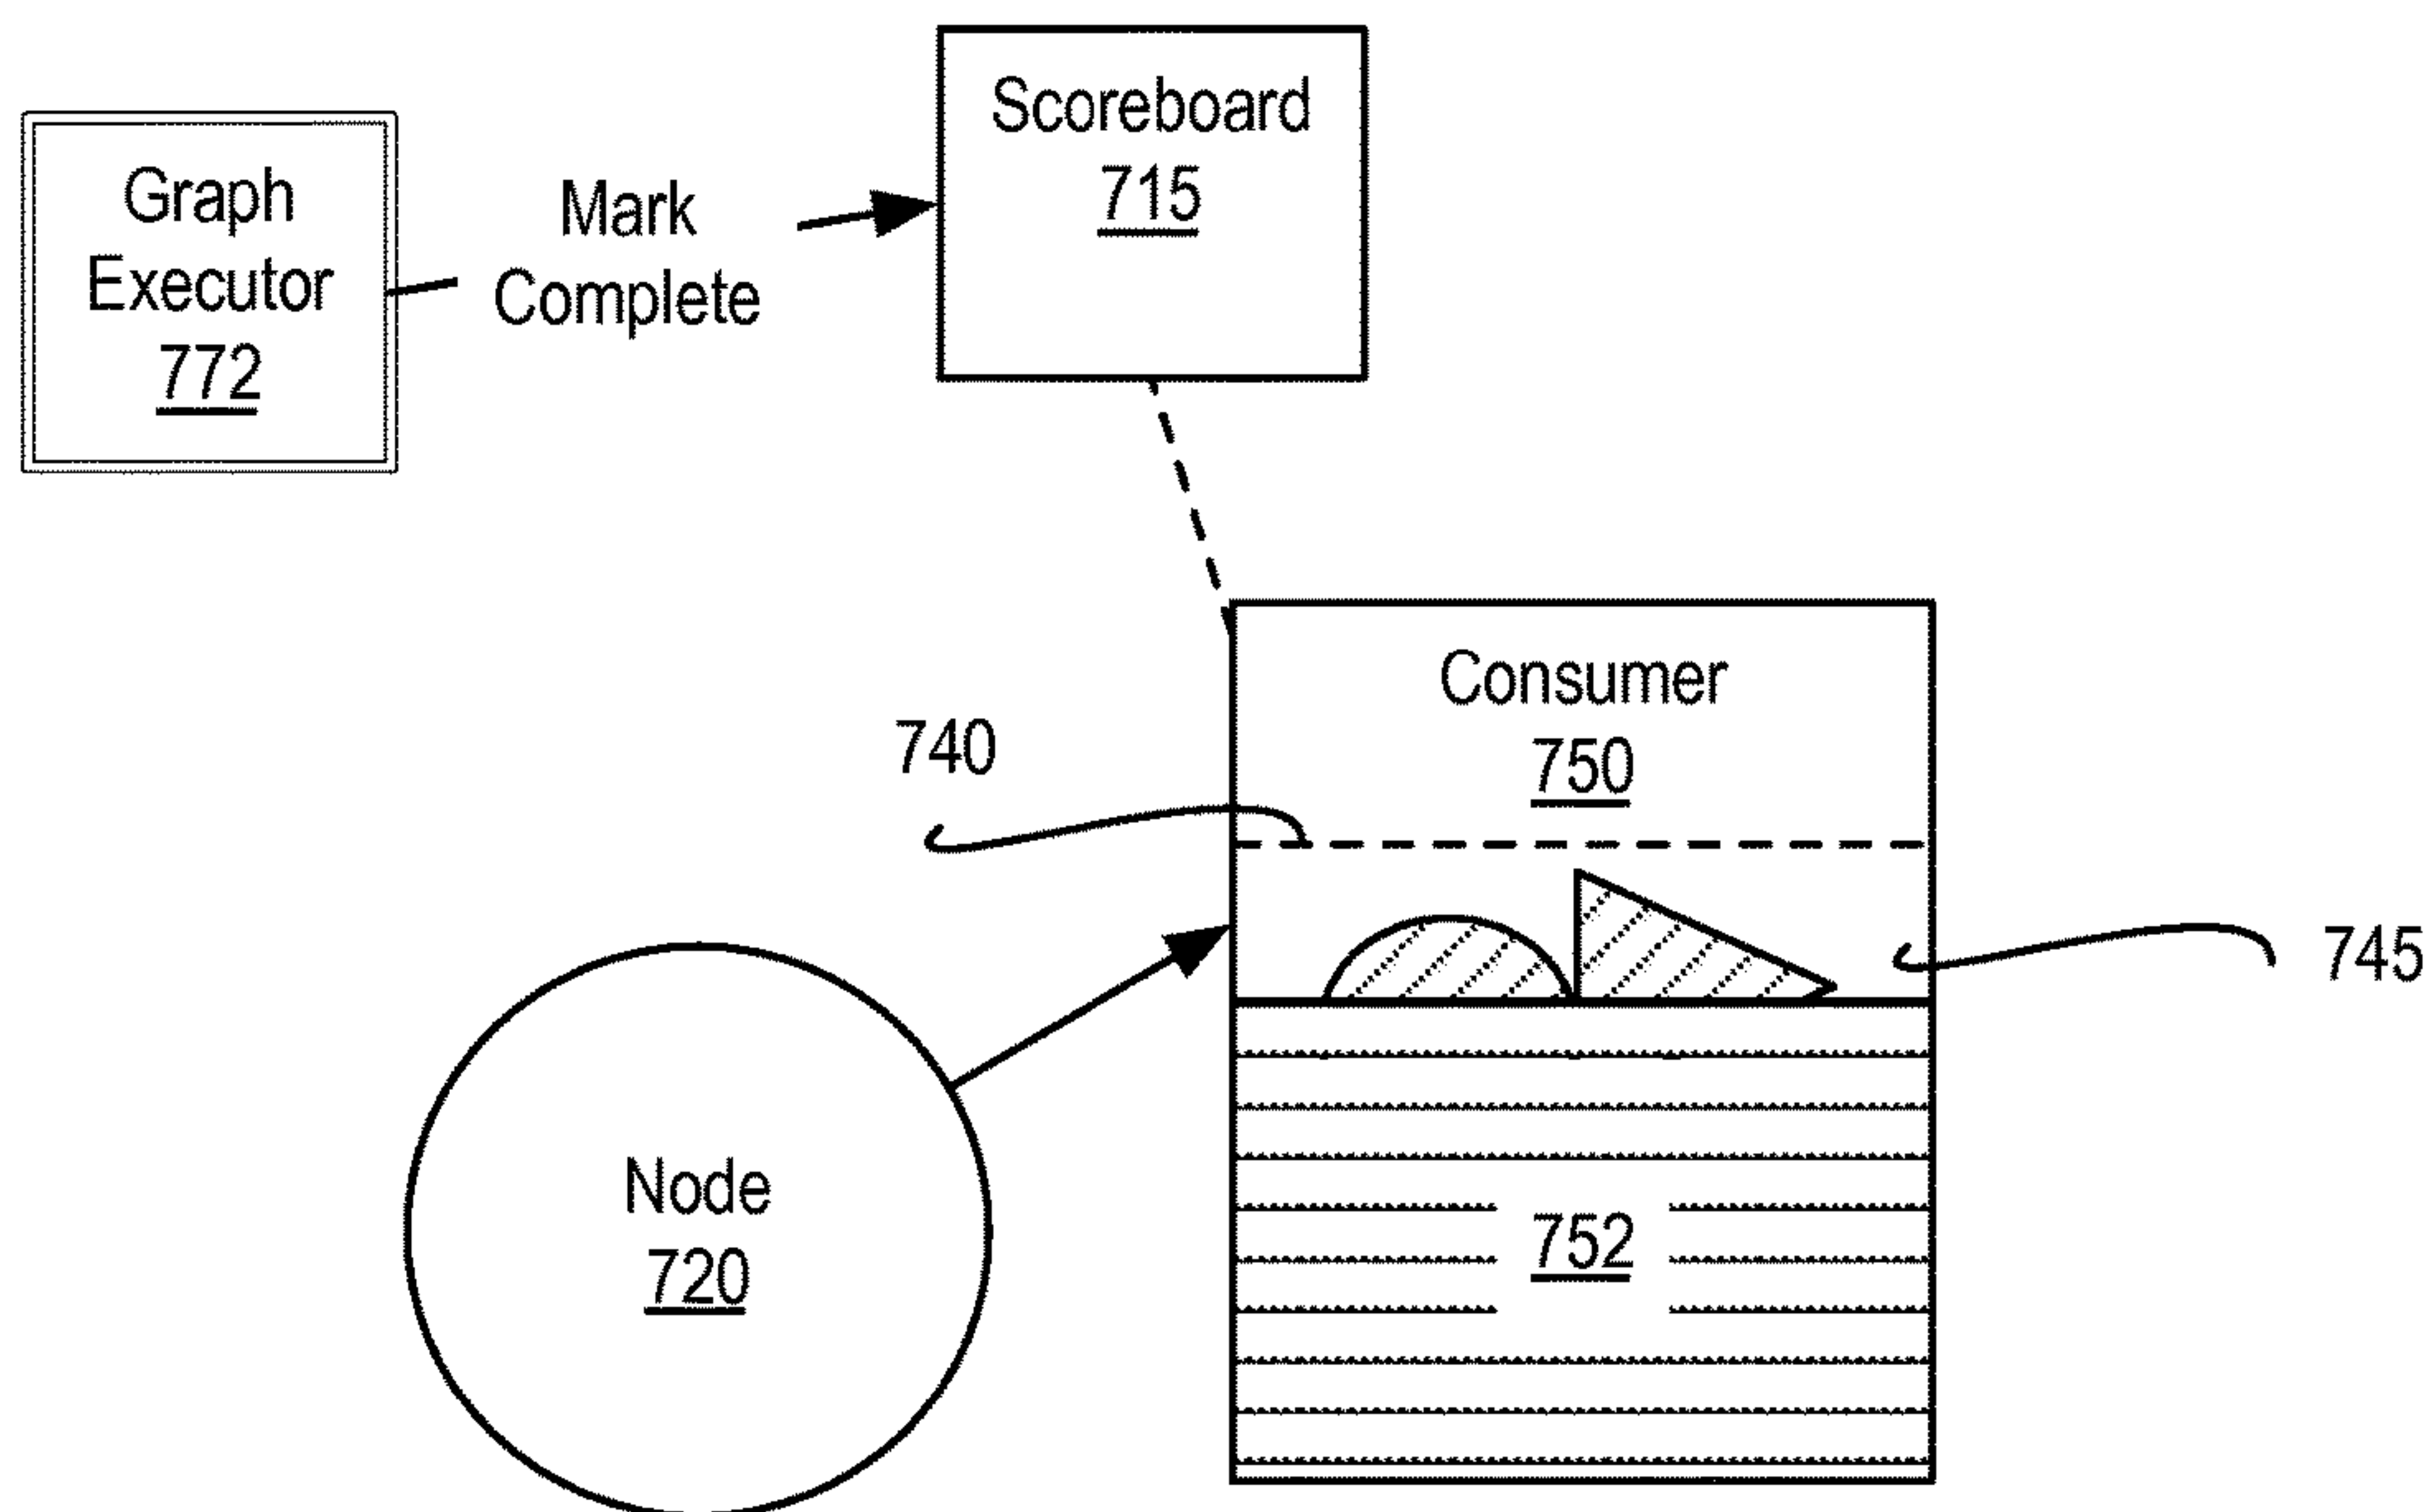 Graph
Executor
772
Mark
Complete
Scoreboard
715
Consumer
750
740
745
Node
720
752